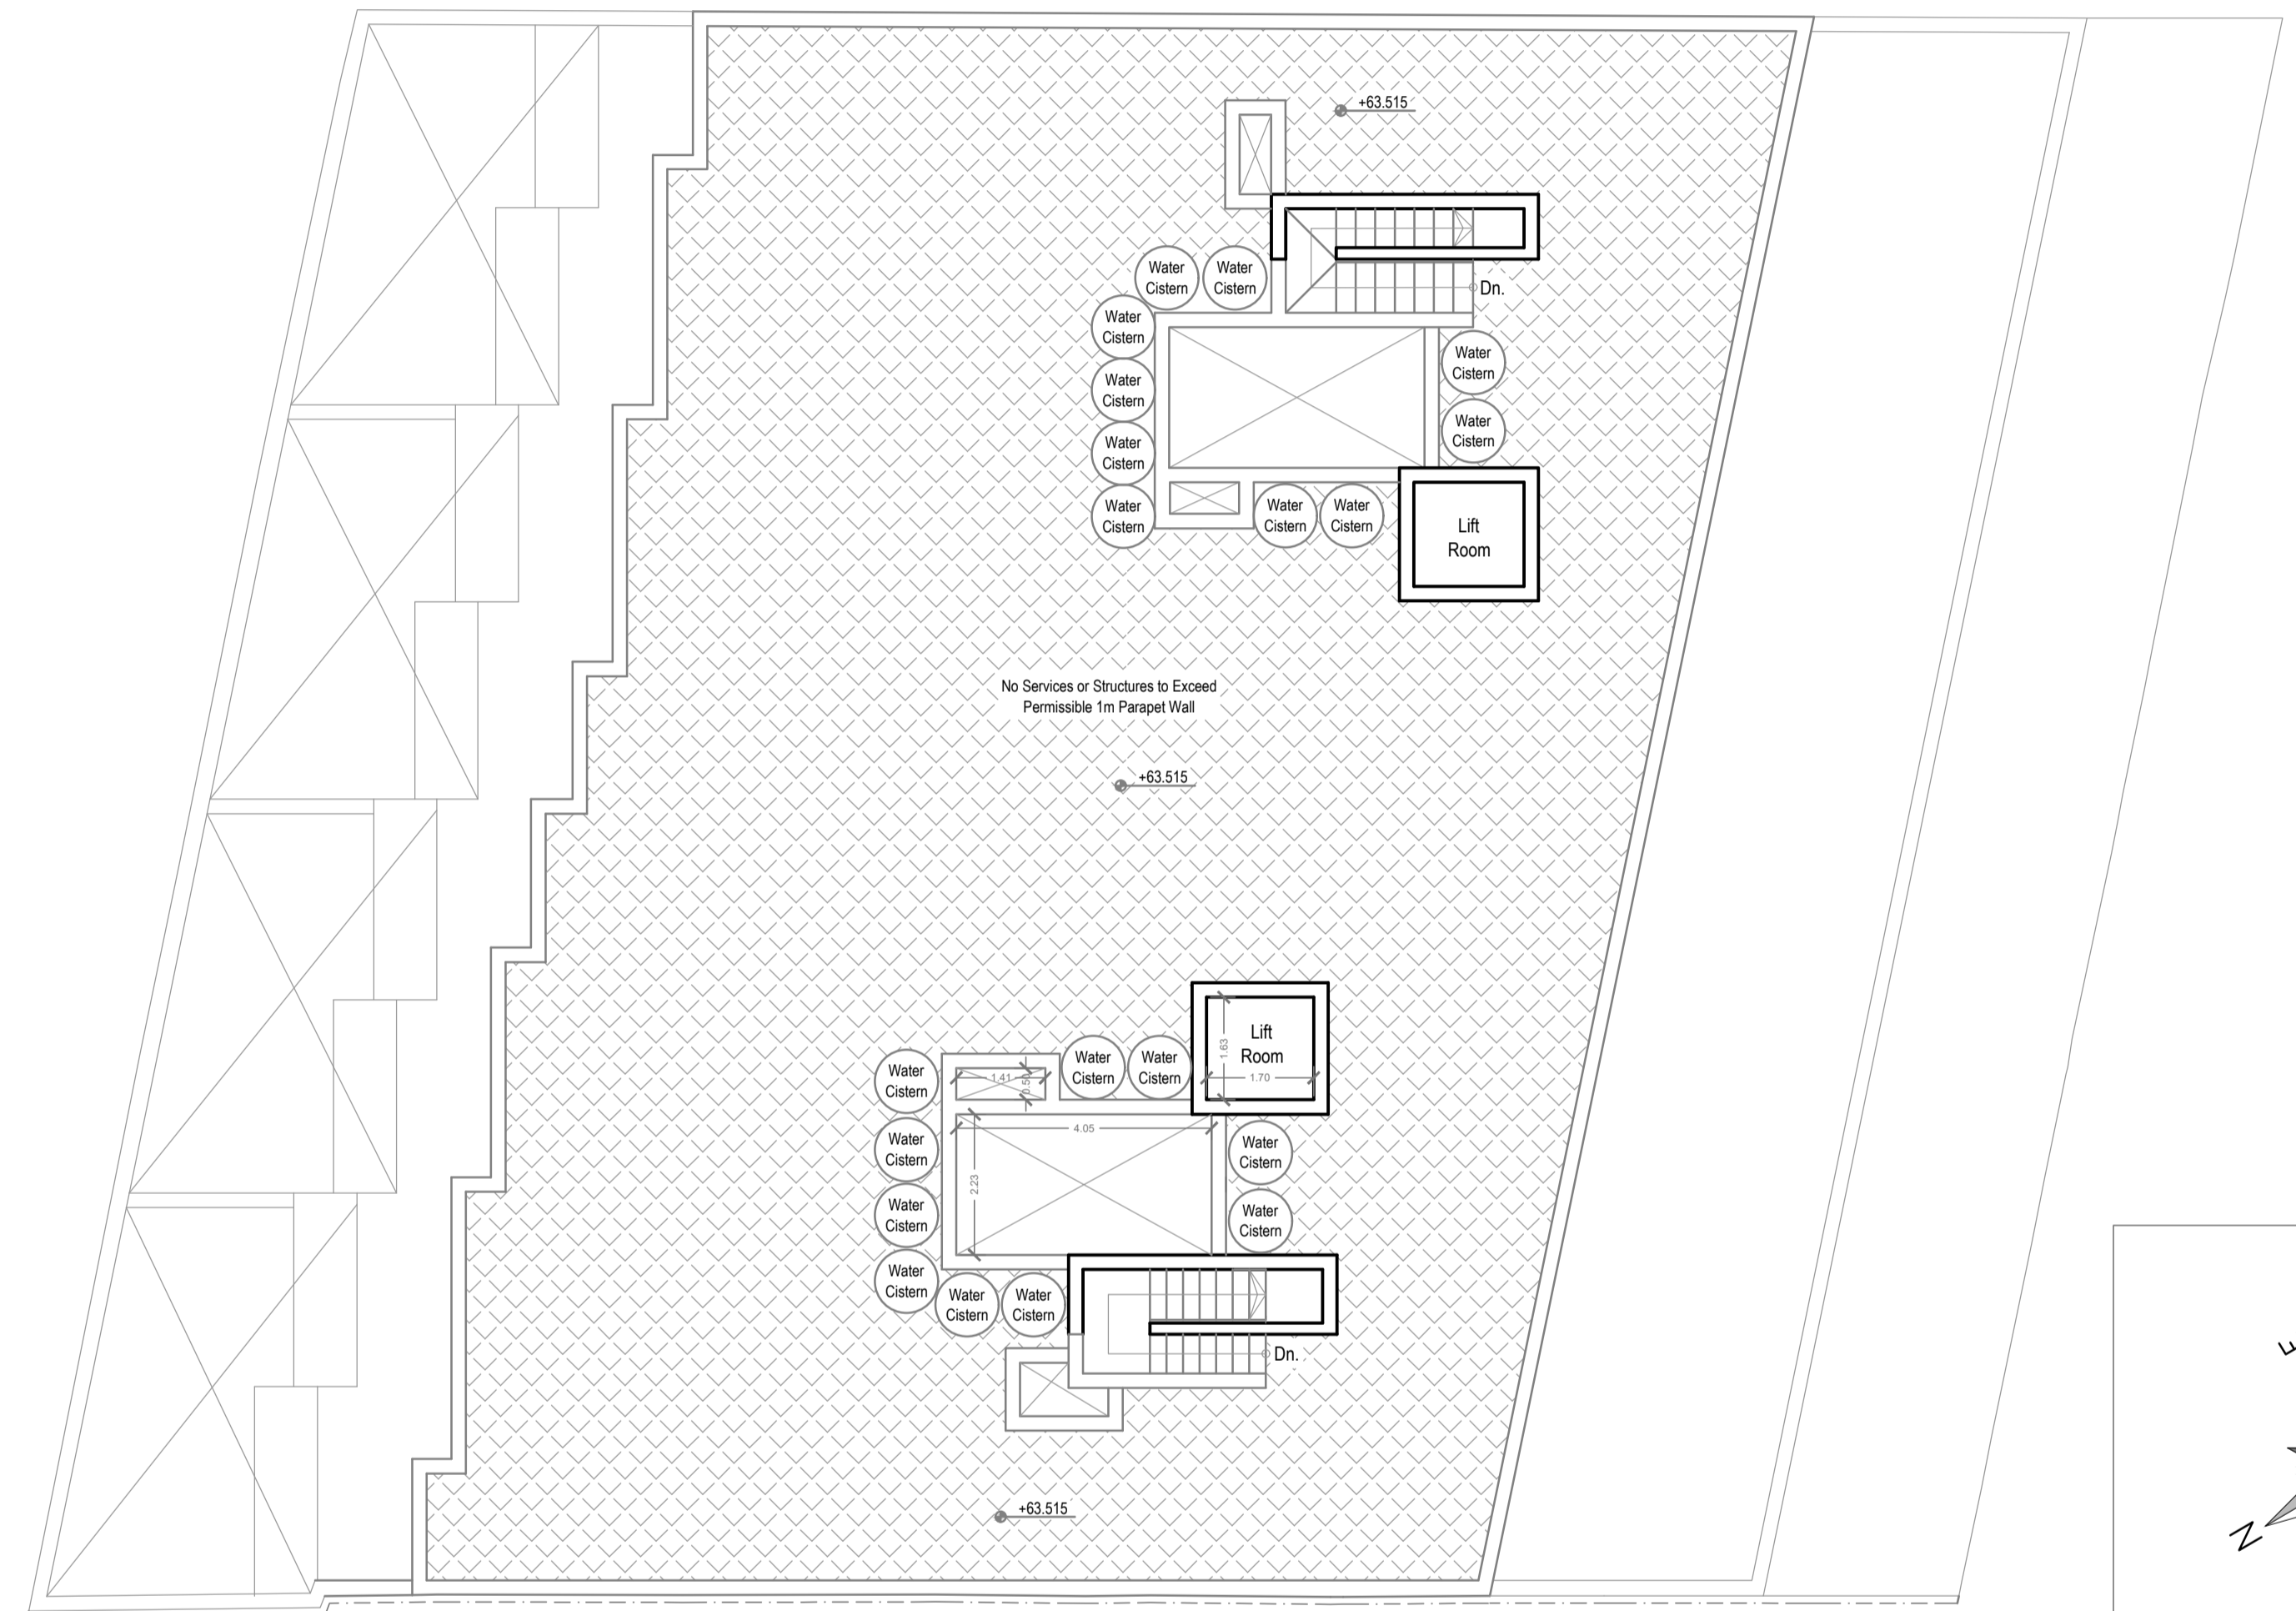 +63.515
Water
Cistern
Water
Cistern
Dn.
Water
Cistern
Water
Cistern
Water
Cistern
Water
Cistern
Water
Cistern
Water
Cistern
Water
Cistern
Water
Cistern
Lift
Room
No Services or Structures to Exceed
Permissible 1m Parapet Wall
+63.515
Lift
Room
1.63
1.70
Water
Cistern
Water
Cistern
Water
Cistern
1.41
0.50
4.05
2.23
Water
Cistern
Water
Cistern
Water
Cistern
Water
Cistern
Water
Cistern
Water
Cistern
Water
Cistern
Dn.
+63.515
E
N